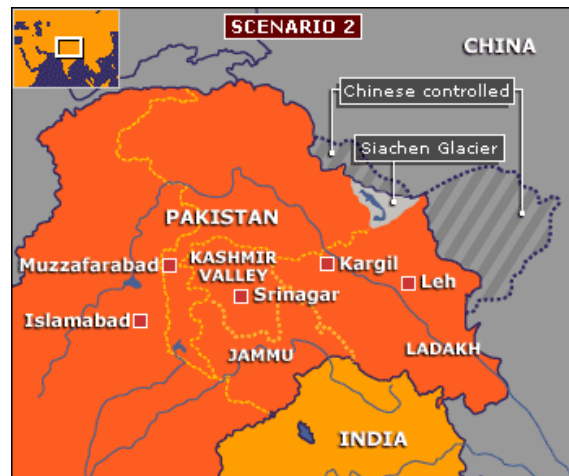 SCENARIO 2
CHINA
Chinese controlled
Siachen Glacier
PAKISTAN
KASHMIR
VALLEY
Muzzafarabad
Kargil
Leh
Srinagar
Islamabad
JAMMU
LADAKH
INDIA